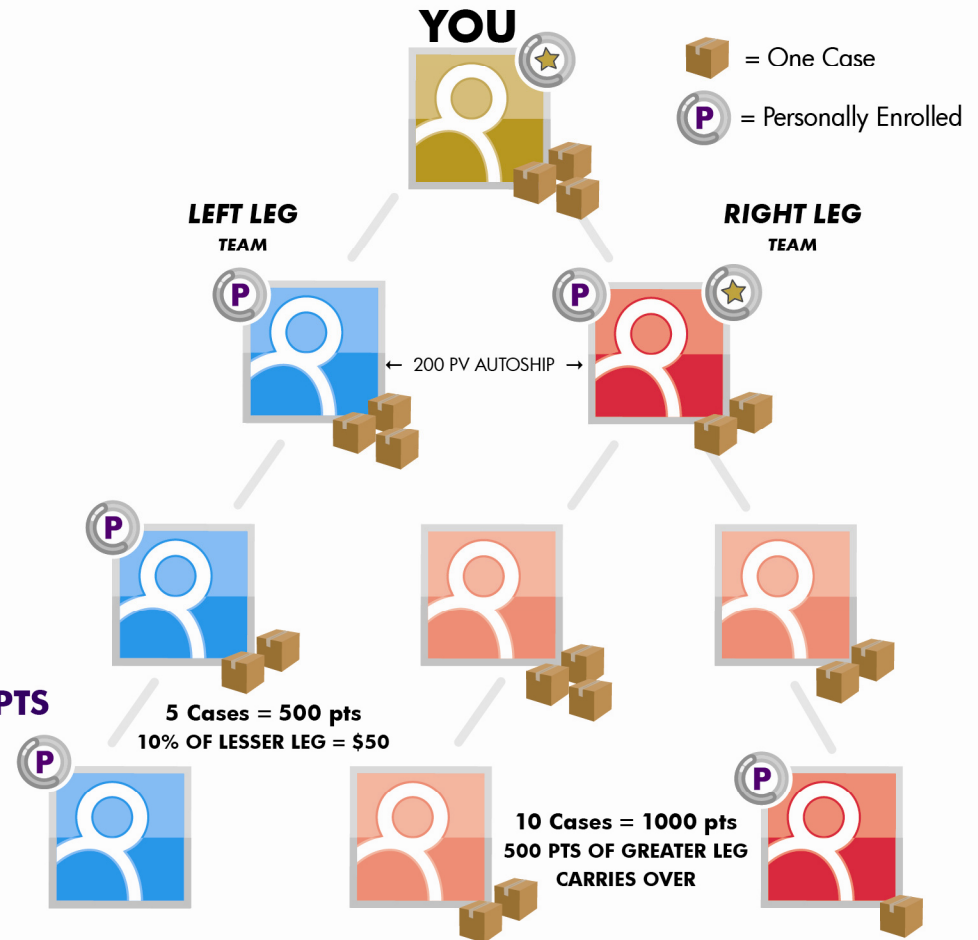 YOU
= One Case
P = Personally Enrolled
LEFT LEG
TEAM
RIGHT LEG
TEAM
P
P
← 200 PV AUTOSHIP →
P
PTS
5 Cases = 500 pts
10% OF LESSER LEG = $50
P
P
10 Cases = 1000 pts
500 PTS OF GREATER LEG
CARRIES OVER